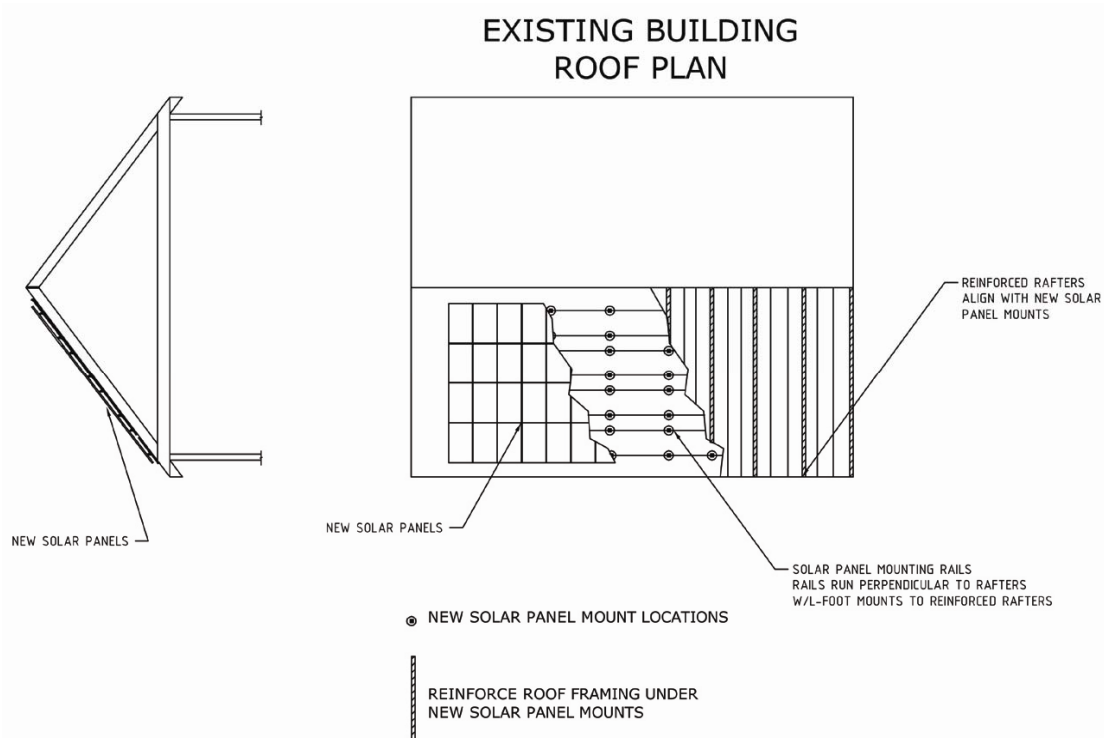 EXISTING BUILDING
ROOF PLAN
REINFORCED RAFTERS
ALIGN WITH NEW SOLAR
PANEL MOUNTS
NEW SOLAR PANELS
NEW SOLAR PANELS
SOLAR PANEL MOUNTING RAILS
RAILS RUN PERPENDICULAR TO RAFTERS
W/L-FOOT MOUNTS TO REINFORCED RAFTERS
NEW SOLAR PANEL MOUNT LOCATIONS
REINFORCE ROOF FRAMING UNDER
NEW SOLAR PANEL MOUNTS